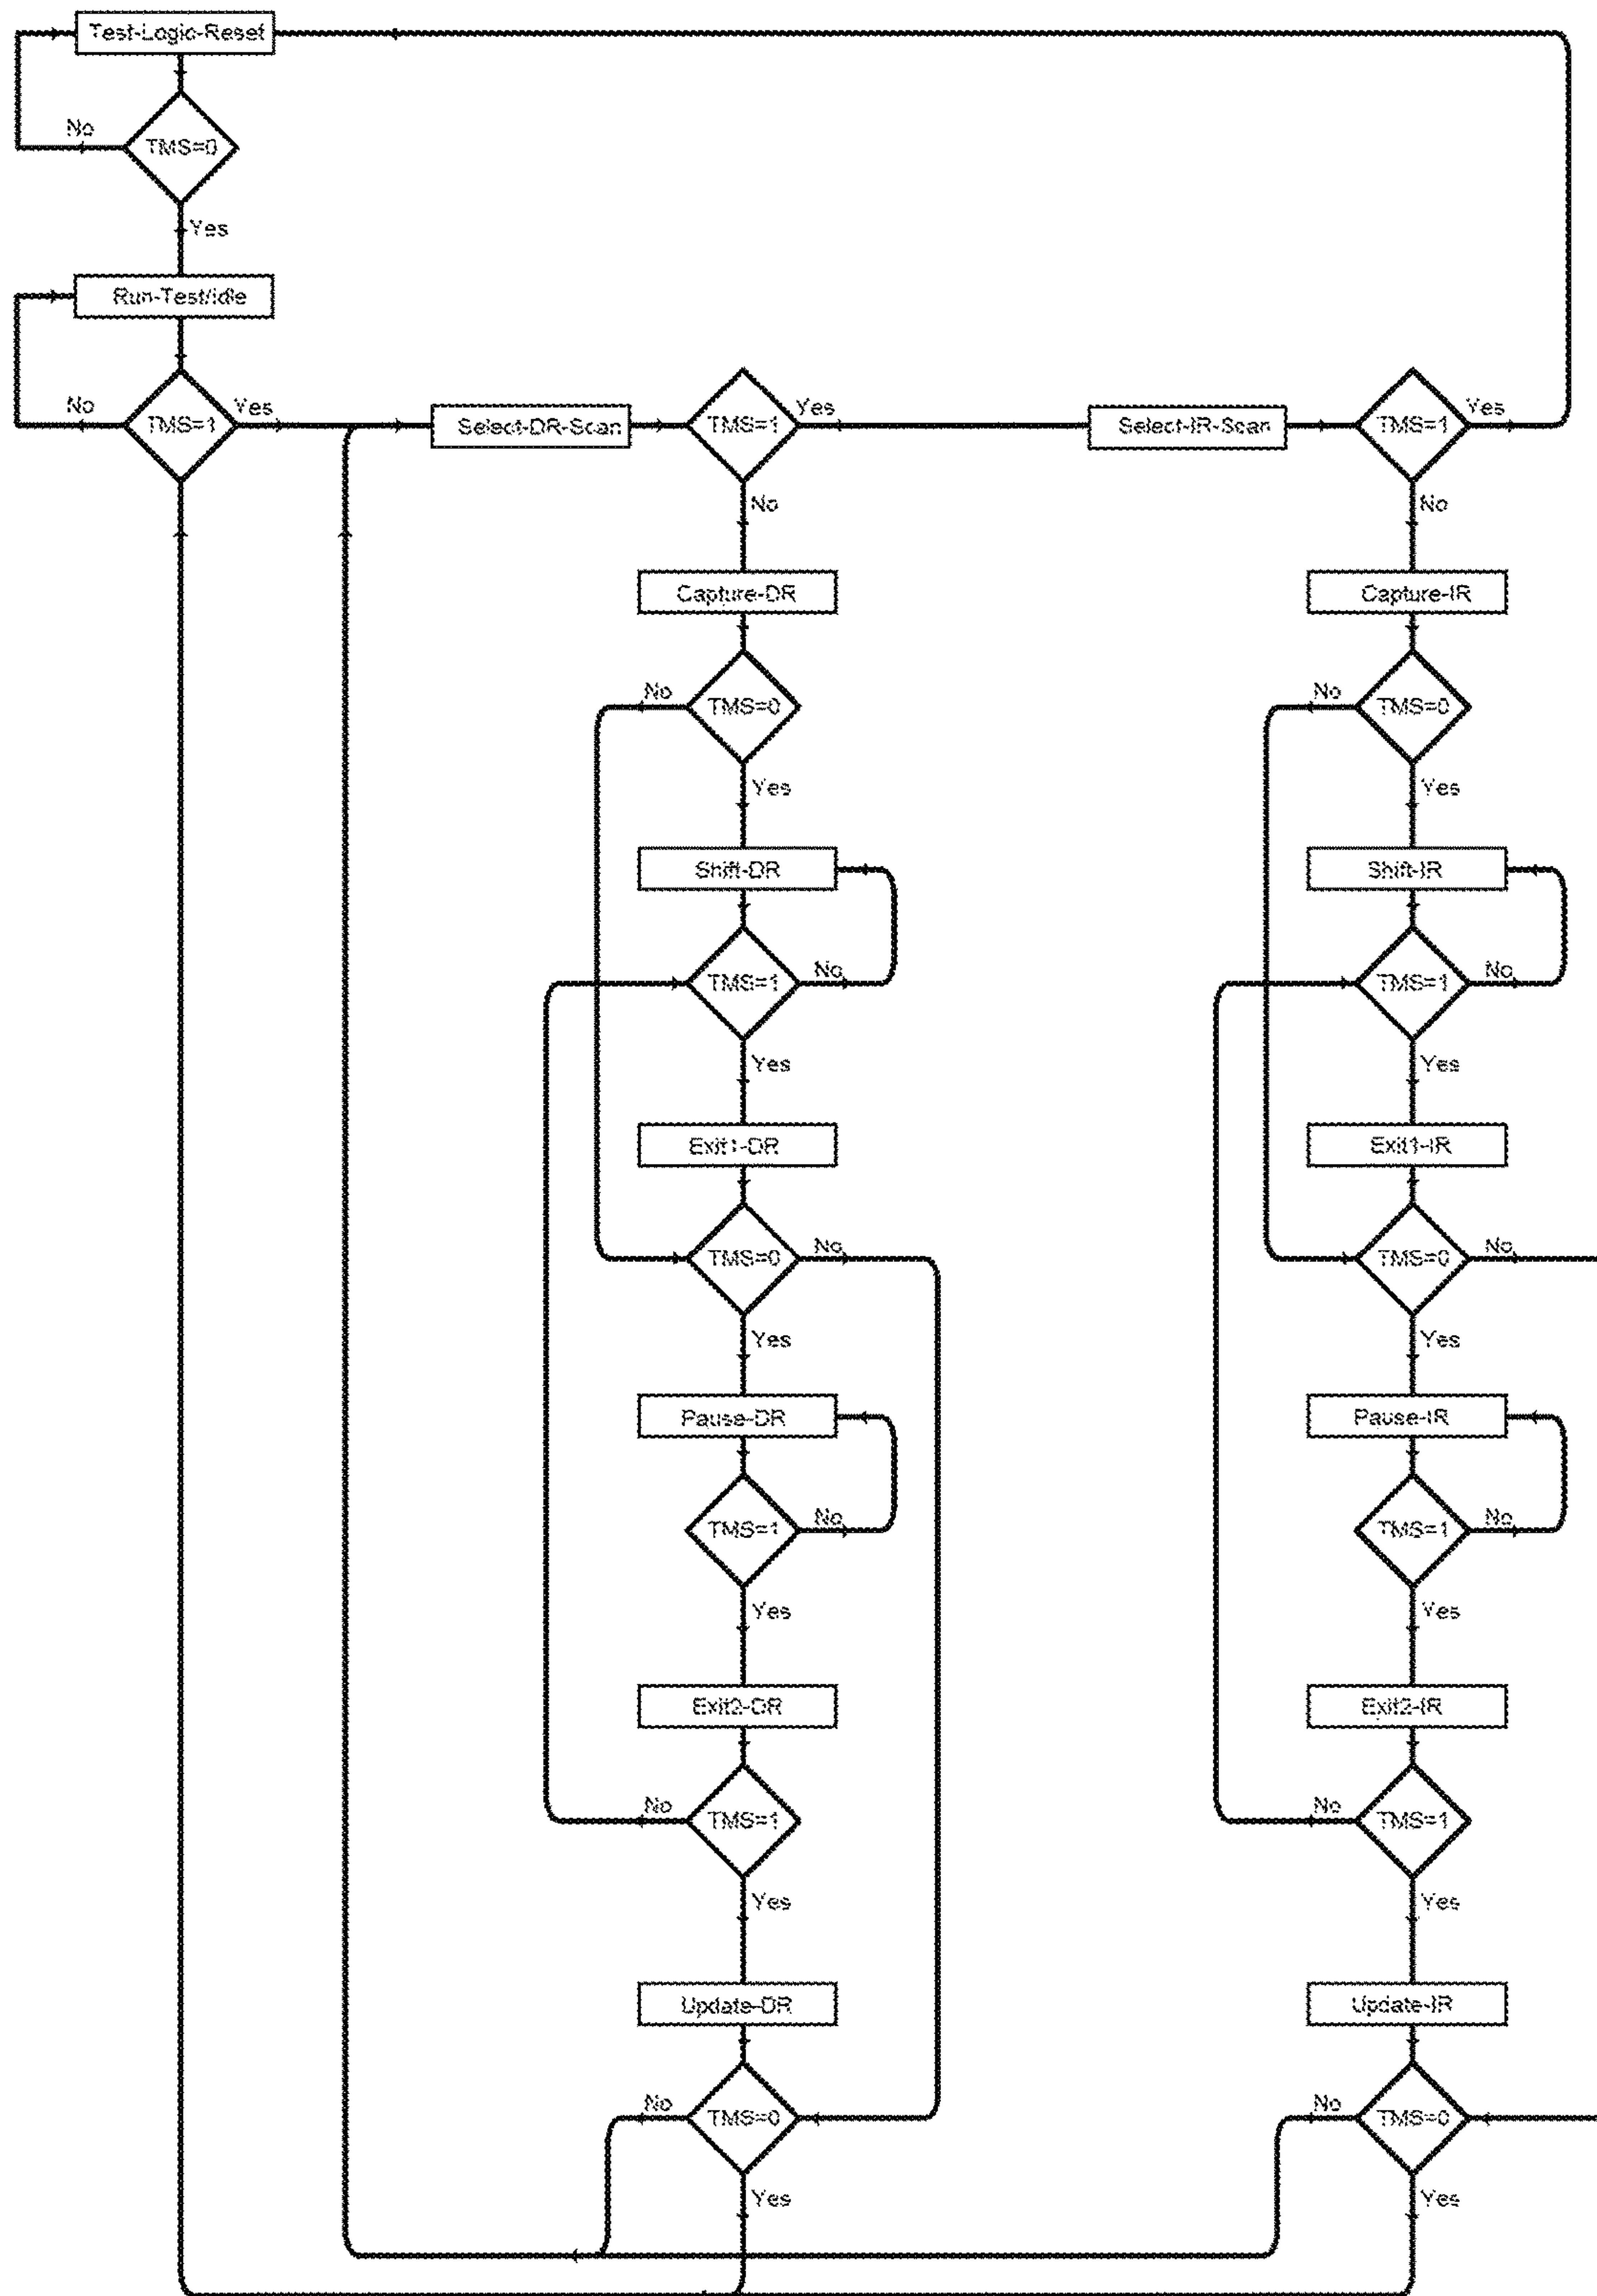 Test-Logic-Reset
No
TMS=0
Yes
Run-Test/Idle
No
TMS=1
Yes
Select-DR-Scan
TMS=1
Yes
Select-IR-Scan
TMS=1
Yes
No
No
Capture-DR
Capture-IR
No
TMS=0
No
TMS=0
Yes
Yes
Shift-DR
Shift-IR
TMS=1
No
TMS=1
No
Yes
Yes
Exit1-DR
Exit1-IR
TMS=0
No
TMS=0
No
Yes
Yes
Pause-DR
Pause-IR
TMS=1
No
TMS=1
No
Yes
Yes
Exit2-DR
Exit2-IR
No
TMS=1
No
TMS=1
Yes
Yes
Update-DR
Update-IR
No
TMS=0
No
TMS=0
Yes
Yes